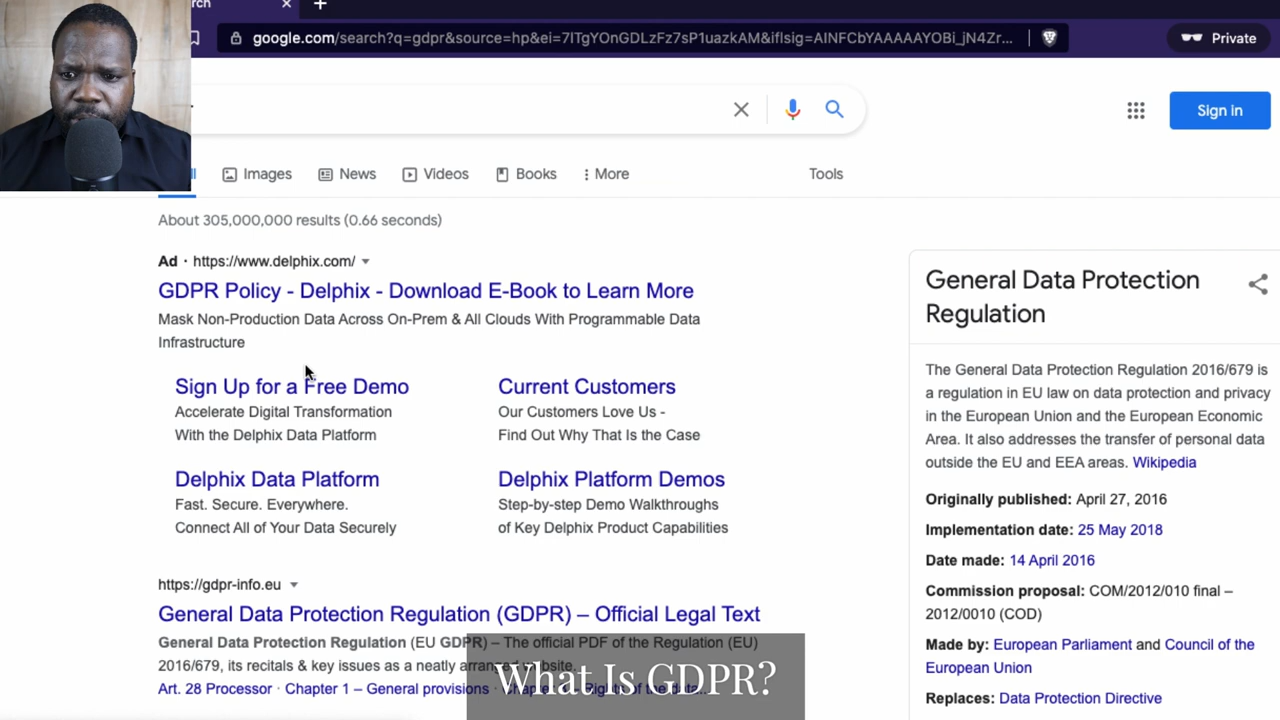 rch
google.com/search?q=gdpr&source=hp&ei=7lTgYOnGDLzFz7sP1uazkAM&iflsig=AINFCbYAAAAAYOBi_jN4Zr...
Private
Sign in
Images
News
Videos
Books
More
Tools
About 305,000,000 results (0.66 seconds)
Ad · https://www.delphix.com/
GDPR Policy - Delphix - Download E-Book to Learn More
Mask Non-Production Data Across On-Prem & All Clouds With Programmable Data
Infrastructure
Sign Up for a Free Demo
Accelerate Digital Transformation
With the Delphix Data Platform
Current Customers
Our Customers Love Us -
Find Out Why That Is the Case
Delphix Data Platform
Fast. Secure. Everywhere.
Connect All of Your Data Securely
Delphix Platform Demos
Step-by-step Demo Walkthroughs
of Key Delphix Product Capabilities
https://gdpr-info.eu
General Data Protection Regulation (GDPR) – Official Legal Text
General Data Protection Regulation (EU GDPR) – The official PDF of the Regulation (EU)
2016/679, its recitals & key issues as a neatly arranged website.
Art. 28 Processor · Chapter 1 – General provisions ·
What Is GDPR?
General Data Protection
Regulation
The General Data Protection Regulation 2016/679 is
a regulation in EU law on data protection and privacy
in the European Union and the European Economic
Area. It also addresses the transfer of personal data
outside the EU and EEA areas. Wikipedia
Originally published: April 27, 2016
Implementation date: 25 May 2018
Date made: 14 April 2016
Commission proposal: COM/2012/010 final –
2012/0010 (COD)
Made by: European Parliament and Council of the
European Union
Replaces: Data Protection Directive